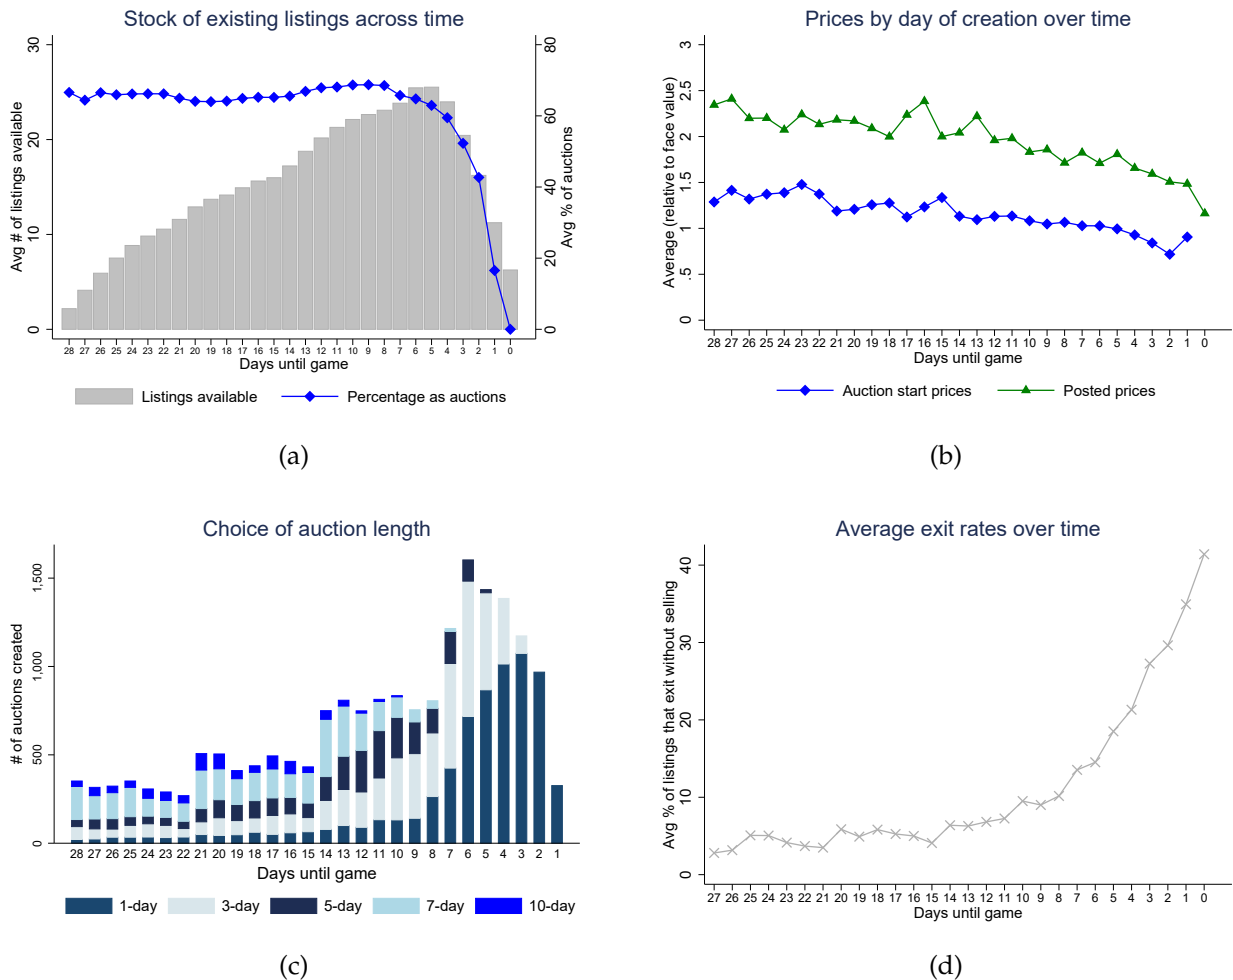 Stock of existing listings across time
Avg # of listings available
30
20
10
0
80
60
40
20
0
Avg % of auctions
28 27 26 25 24 23 22 21 20 19 18 17 16 15 14 13 12 11 10 9 8 7 6 5 4 3 2 1 0
Days until game
Listings available Percentage as auctions
(a)
Prices by day of creation over time
Average (relative to face value)
3
2.5
2
1.5
1
.5
0
28 27 26 25 24 23 22 21 20 19 18 17 16 15 14 13 12 11 10 9 8 7 6 5 4 3 2 1 0
Days until game
Auction start prices Posted prices
(b)
Choice of auction length
# of auctions created
1,500
1,000
500
0
28 27 26 25 24 23 22 21 20 19 18 17 16 15 14 13 12 11 10 9 8 7 6 5 4 3 2 1
Days until game
1-day 3-day 5-day 7-day 10-day
(c)
Average exit rates over time
Avg % of listings that exit without selling
40
30
20
10
0
27 26 25 24 23 22 21 20 19 18 17 16 15 14 13 12 11 10 9 8 7 6 5 4 3 2 1 0
Days until game
(d)